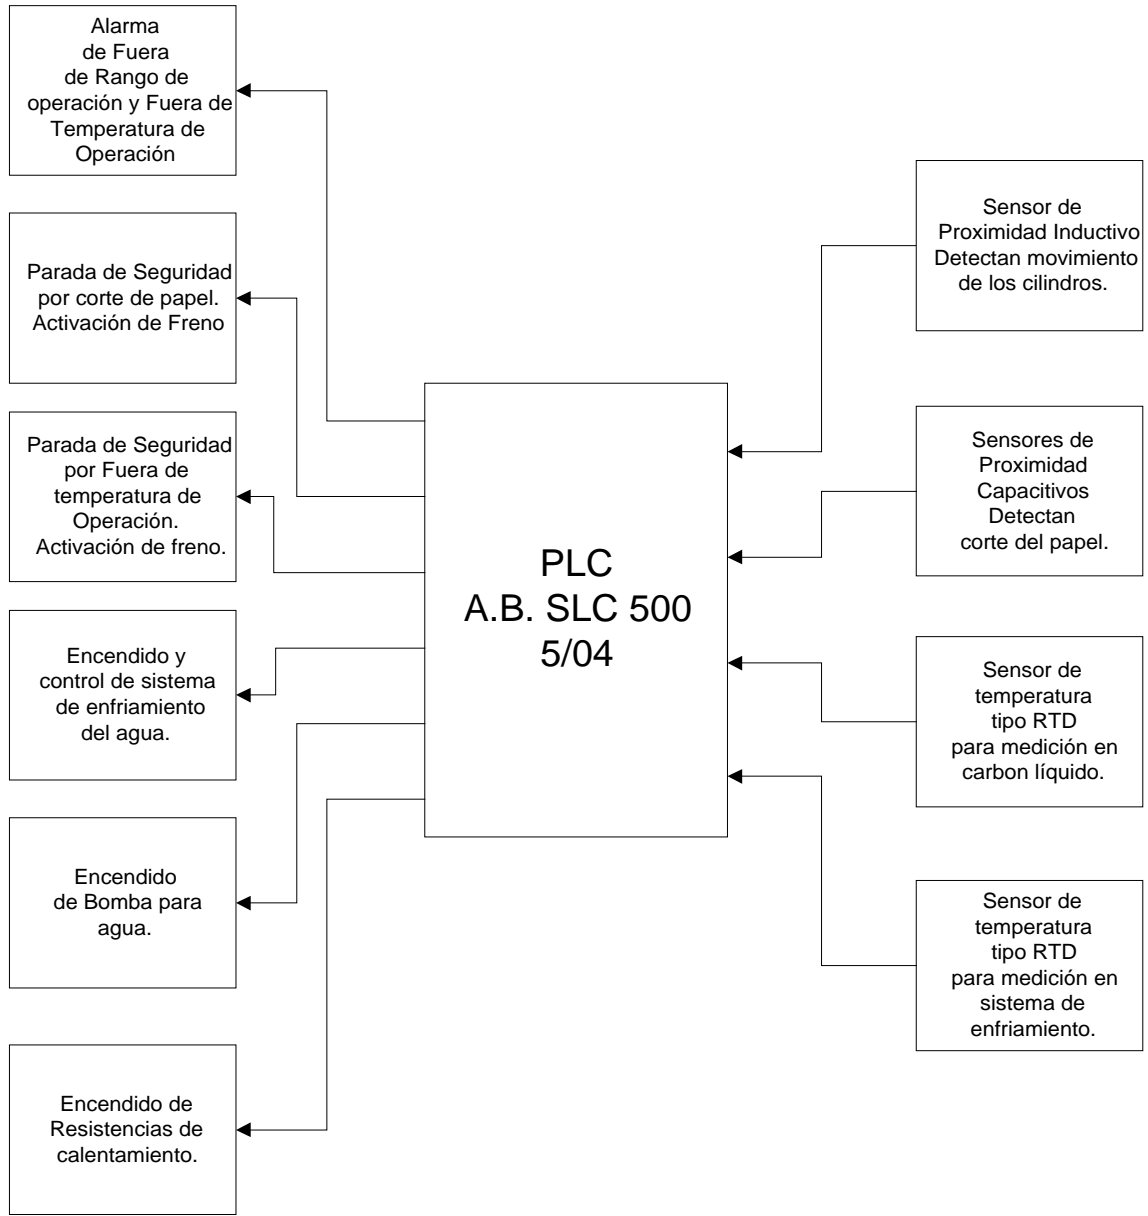 Alarma
de Fuera
de Rango de
operación y Fuera de
Temperatura de
Operación
Parada de Seguridad
por corte de papel.
Activación de Freno
Parada de Seguridad
por Fuera de
temperatura de
Operación.
Activación de freno.
Encendido y
control de sistema
de enfriamiento
del agua.
Encendido
de Bomba para
agua.
Encendido de
Resistencias de
calentamiento.
PLC
A.B. SLC 500
5/04
Sensor de
Proximidad Inductivo
Detectan movimiento
de los cilindros.
Sensores de
Proximidad
Capacitivos
Detectan
corte del papel.
Sensor de
temperatura
tipo RTD
para medición en
carbon líquido.
Sensor de
temperatura
tipo RTD
para medición en
sistema de
enfriamiento.